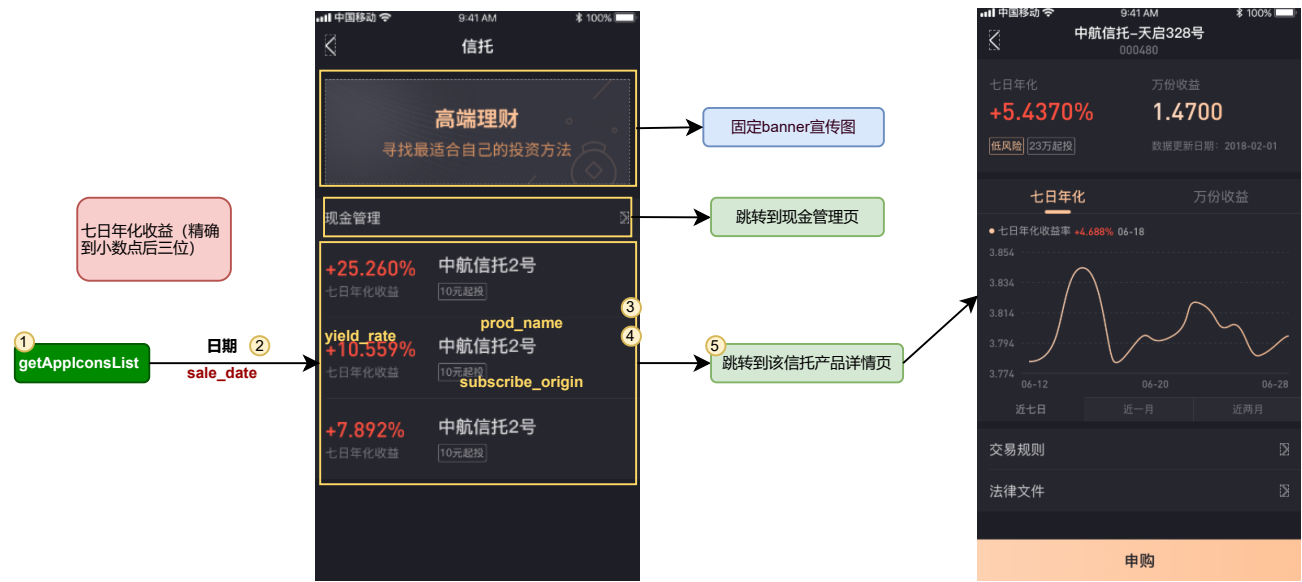 七日年化收益（精确
到小数点后三位）
1
getAppIconsList
日期
2
sale_date
中国移动
9:41 AM
100%
信托
高端理财
寻找最适合自己的投资方法
现金管理
+25.260%
中航信托2号
七日年化收益
10元起投
3
prod_name
yield_rate
4
+10.559%
中航信托2号
七日年化收益
10元起投
subscribe_origin
+7.892%
中航信托2号
七日年化收益
10元起投
固定banner宣传图
跳转到现金管理页
5
跳转到该信托产品详情页
中国移动
9:41 AM
100%
中航信托-天启328号
000480
七日年化
万份收益
+5.4370%
1.4700
低风险
23万起投
数据更新日期：2018-02-01
七日年化
万份收益
七日年化收益率 +4.688% 06-18
3.854
3.834
3.814
3.794
3.774
06-12
06-20
06-28
近七日
近一月
近两月
交易规则
法律文件
申购